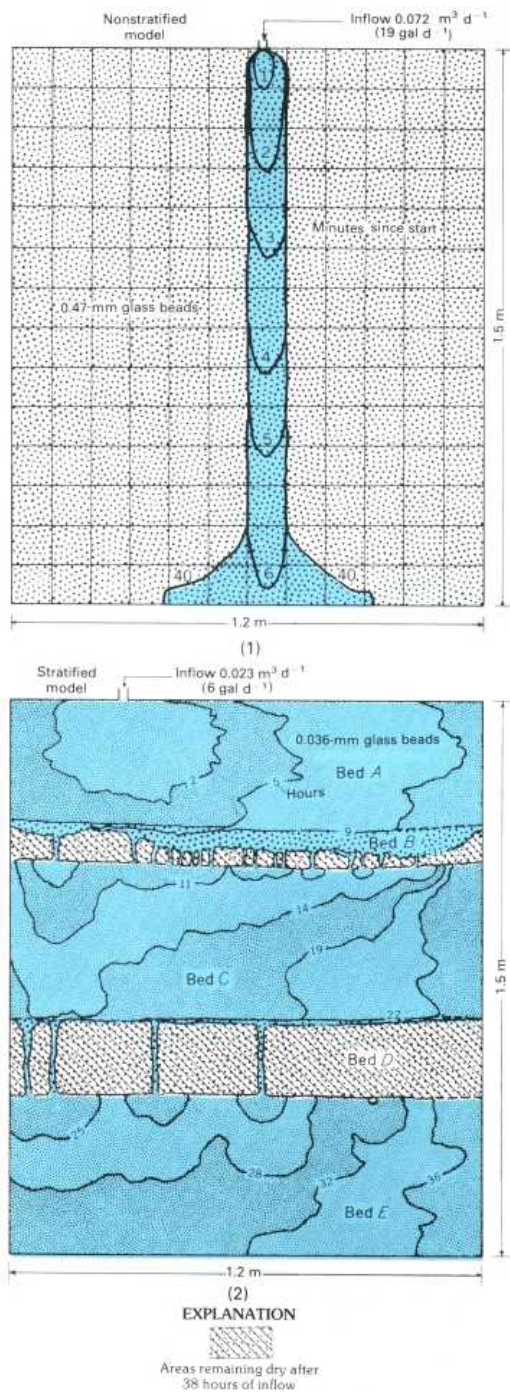 Nonstratified
model
Inflow 0.072 m³ d⁻¹
(19 gal d⁻¹)
1
3
Minutes since start
0.47-mm glass beads
4
5
40
6
40
1.5 m
1.2 m
(1)
Stratified
model
Inflow 0.023 m³ d⁻¹
(6 gal d⁻¹)
0.036-mm glass beads
Bed A
2
5
Hours
9
Bed B
11
14
19
Bed C
22
Bed D
25
28
32
36
Bed E
1.5 m
1.2 m
(2)
EXPLANATION
Areas remaining dry after
38 hours of inflow